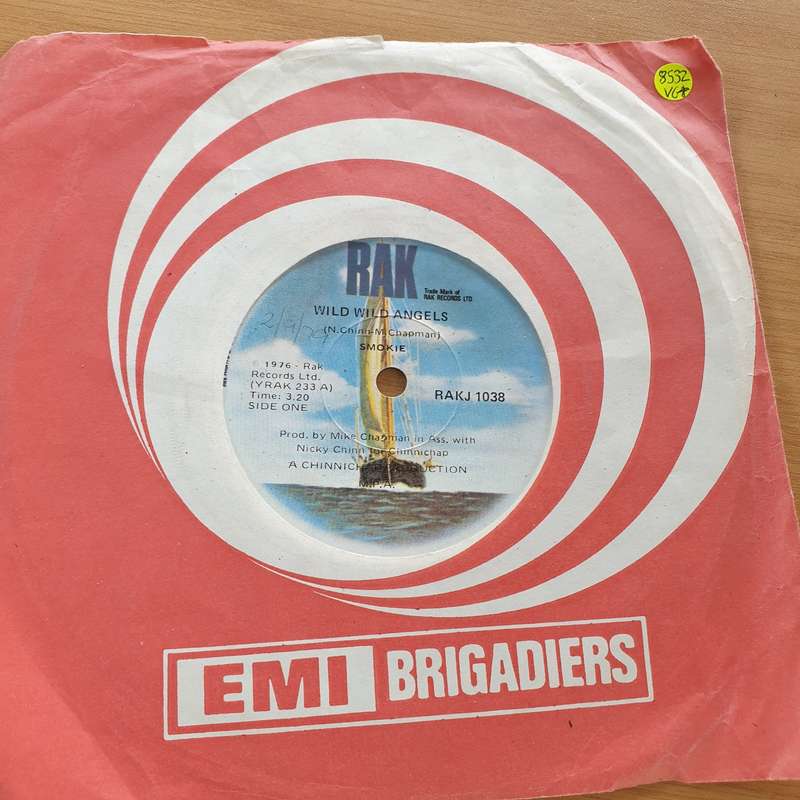 8532
VG+
RAK
Trade Mark of
RAK RECORDS LTD.
WILD WILD ANGELS
(N.Chinn-M.Chapman)
SMOKIE
℗ 1976 - Rak
Records Ltd.
(YRAK 233 A)
Time: 3.20
SIDE ONE
RAKJ 1038
Prod. by Mike Chapman in Ass. with
Nicky Chinn for Chinnichap
A CHINNICHAP PRODUCTION
M.P.A.
EMI BRIGADIERS